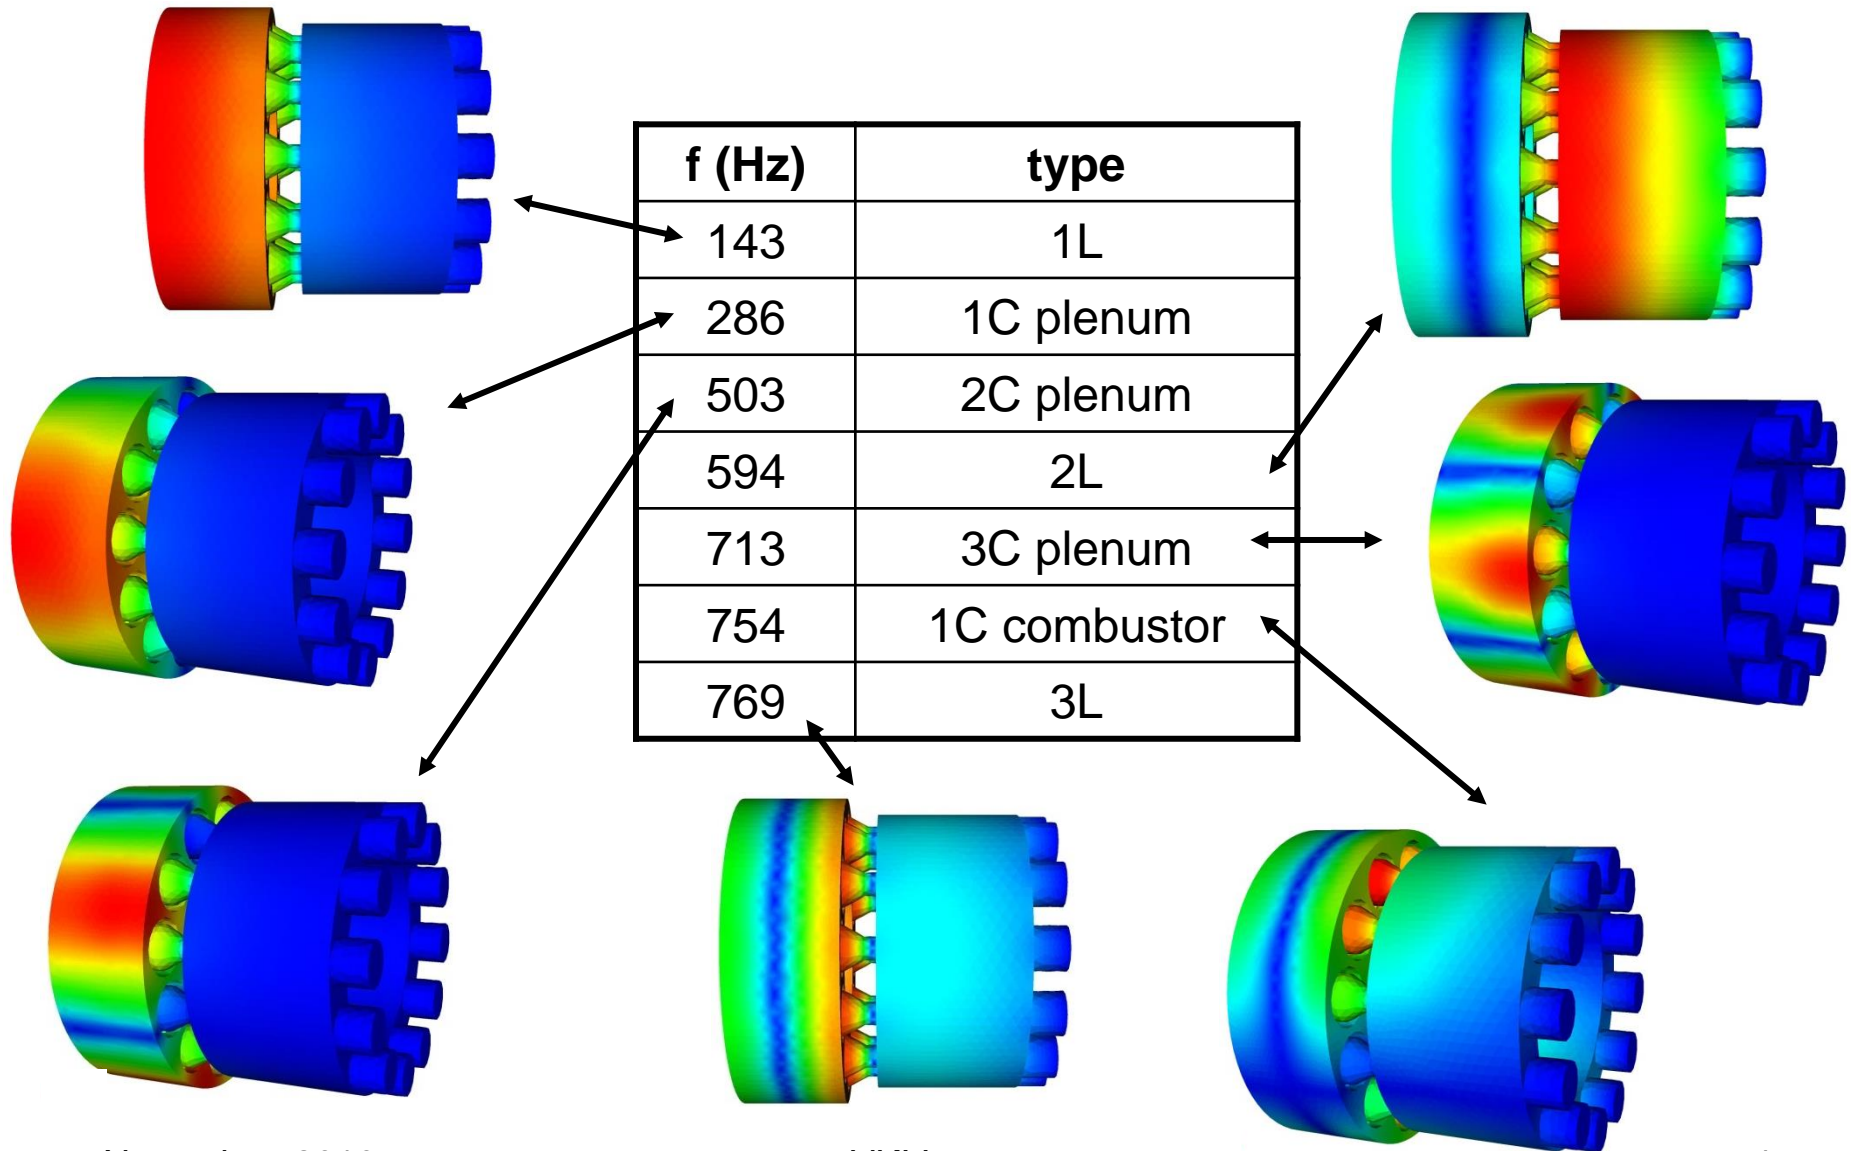 f (Hz) type
143 1L
286 1C plenum
503 2C plenum
594 2L
713 3C plenum
754 1C combustor
769 3L